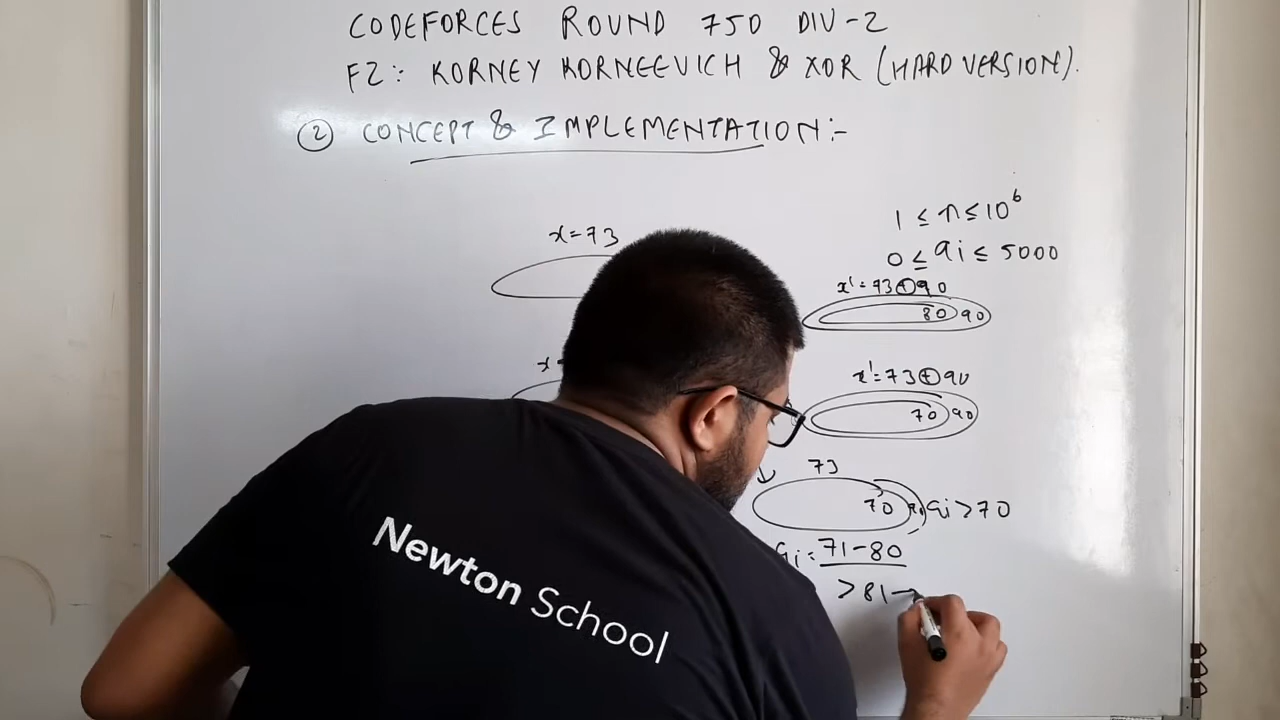 CODEFORCES ROUND 750 DIV-2
F2:- KORNEY KORNEEVICH & XOR (HARD VERSION).
② CONCEPT & IMPLEMENTATION:-
1 ≤ n ≤ 10⁶
0 ≤ ai ≤ 5000
x=73
x'=73⊕90
80 90
x'=73⊕90
70 90
73
70 ai>70
ai = 71-80
>81→
Newton School